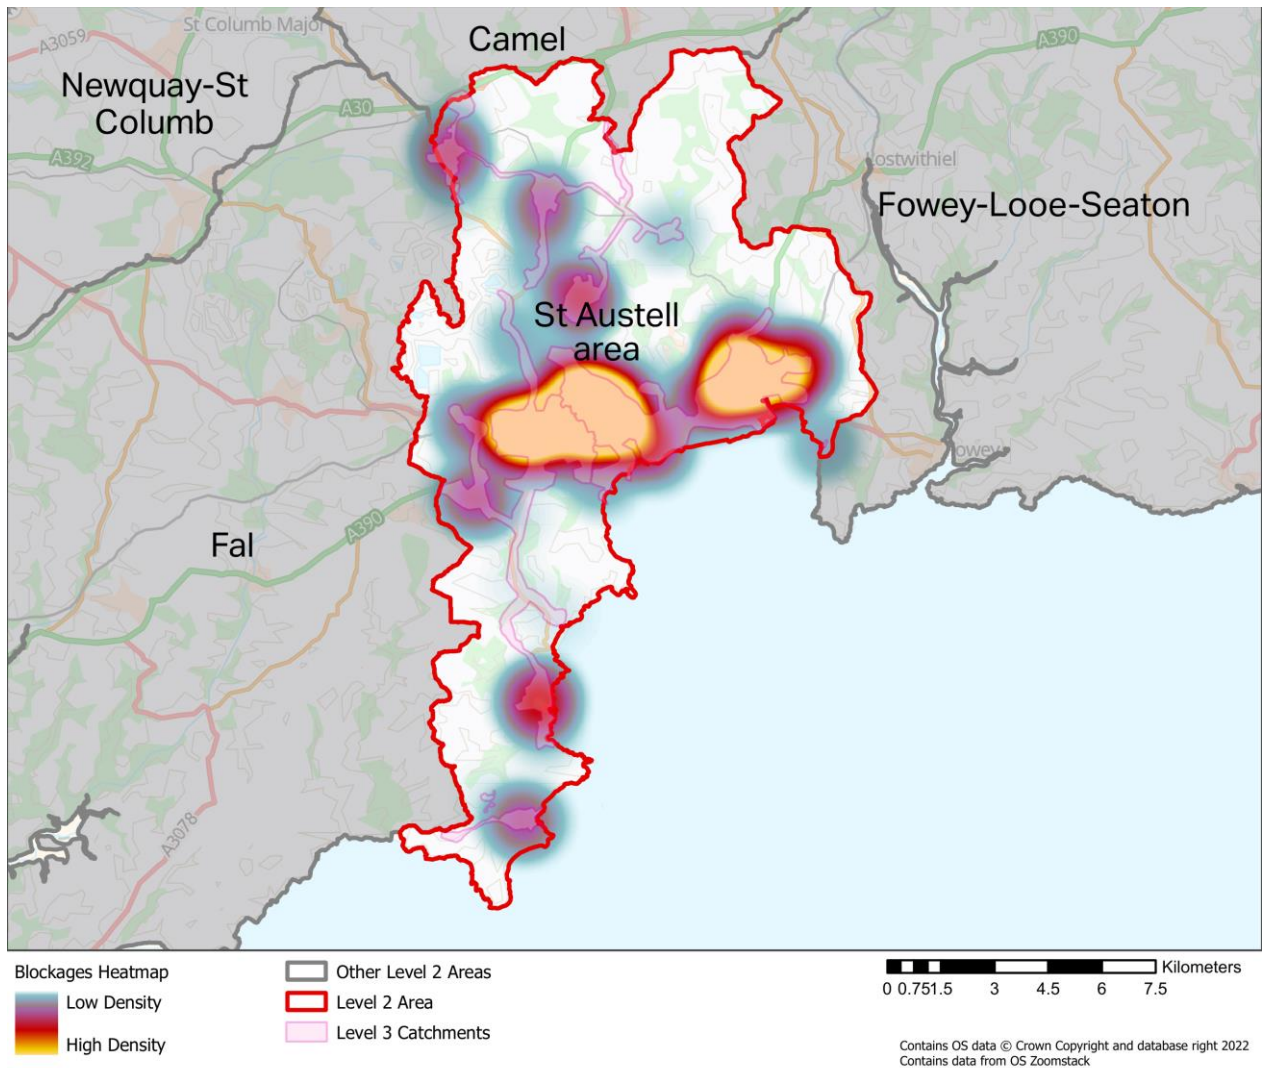 St Columb Major
A3059
Camel
A390
Newquay-St
Columb
A30
A392
Lostwithiel
Fowey-Looe-Seaton
St Austell
area
owey
A390
Fal
A3078
Blockages Heatmap
Low Density
High Density
Other Level 2 Areas
Level 2 Area
Level 3 Catchments
Kilometers
0 0.75 1.5 3 4.5 6 7.5
Contains OS data © Crown Copyright and database right 2022
Contains data from OS Zoomstack